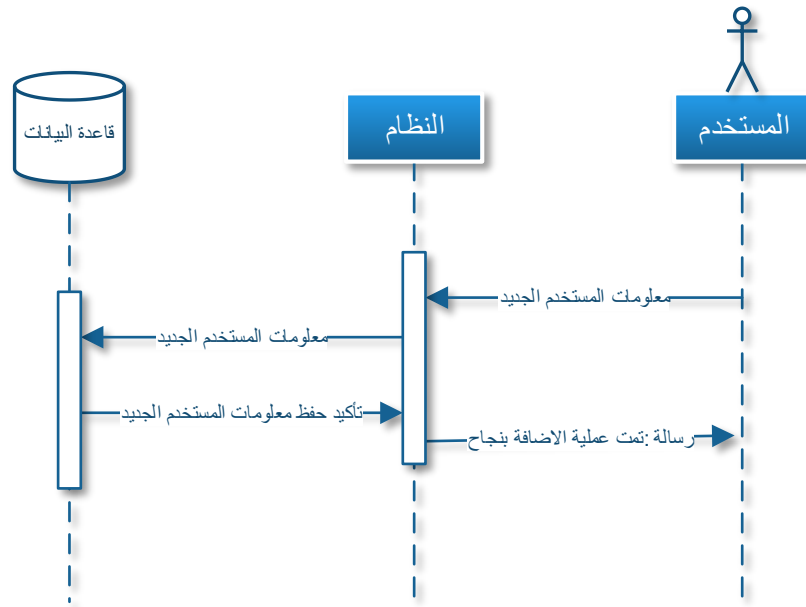 المستخدم
النظام
قاعدة البيانات
معلومات المستخدم الجديد
معلومات المستخدم الجديد
تأكيد حفظ معلومات المستخدم الجديد
رسالة :تمت عملية الاضافة بنجاح